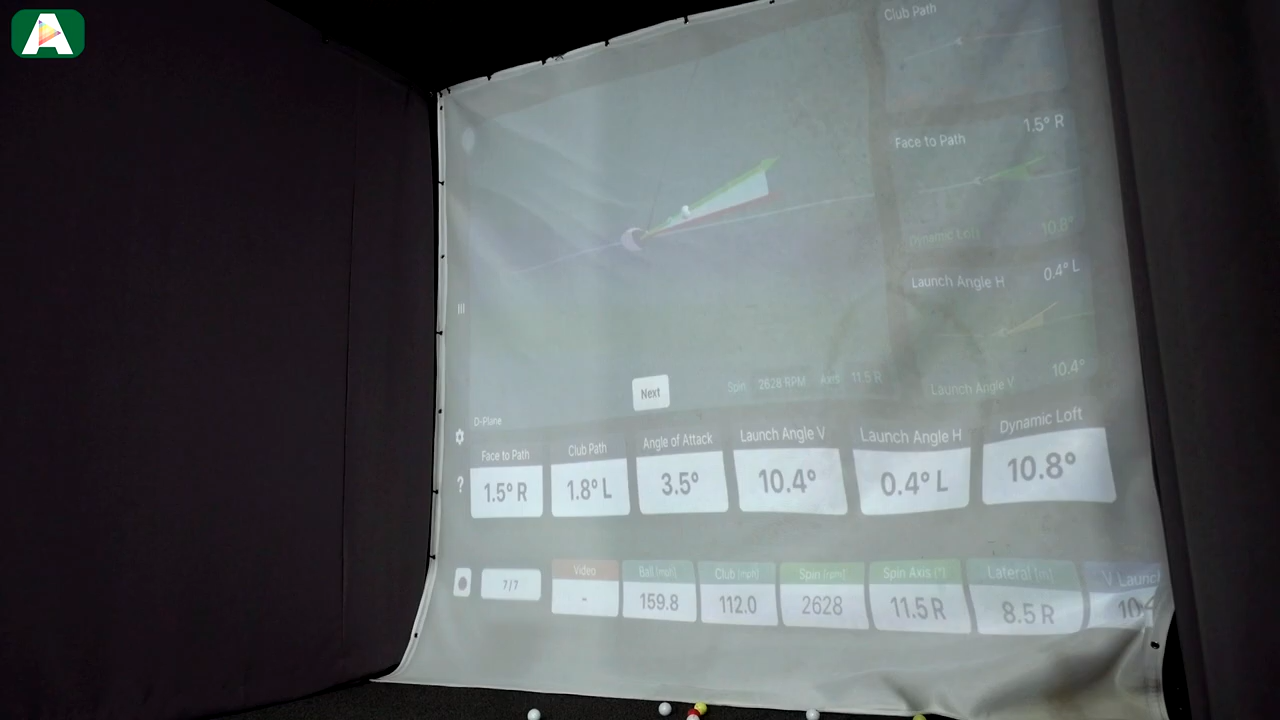 A
Club Path
Face to Path
1.5° R
Dynamic Loft
10.8°
Launch Angle H
0.4° L
Launch Angle V
10.4°
Next
Spin 2628 RPM Axis 11.5 R
D-Plane
Face to Path
1.5° R
Club Path
1.8° L
Angle of Attack
3.5°
Launch Angle V
10.4°
Launch Angle H
0.4° L
Dynamic Loft
10.8°
?
7/7
Video
-
Ball [mph]
159.8
Club [mph]
112.0
Spin [rpm]
2628
Spin Axis [°]
11.5 R
Lateral [m]
8.5 R
V Launch
10.4